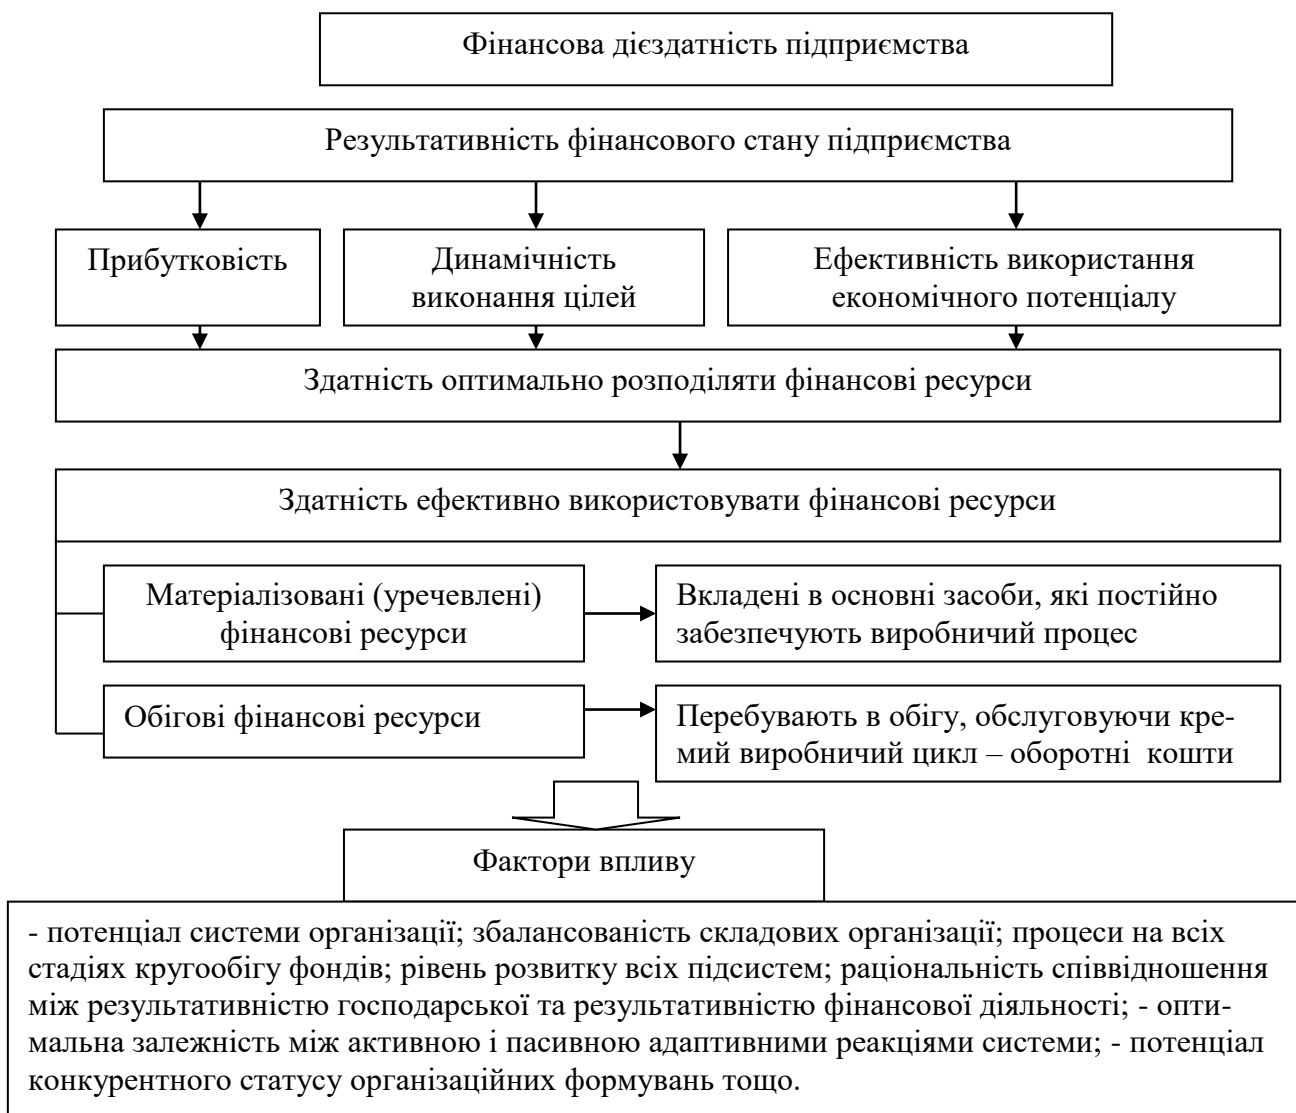 Фінансова дієздатність підприємства
Результативність фінансового стану підприємства
Прибутковість
Динамічність
виконання цілей
Ефективність використання
економічного потенціалу
Здатність оптимально розподіляти фінансові ресурси
Здатність ефективно використовувати фінансові ресурси
Матеріалізовані (уречевлені)
фінансові ресурси
Вкладені в основні засоби, які постійно
забезпечують виробничий процес
Обігові фінансові ресурси
Перебувають в обігу, обслуговуючи кре-
мий виробничий цикл – оборотні кошти
Фактори впливу
- потенціал системи організації; збалансованість складових організації; процеси на всіх
стадіях кругообігу фондів; рівень розвитку всіх підсистем; раціональність співвідношення
між результативністю господарської та результативністю фінансової діяльності; - опти-
мальна залежність між активною і пасивною адаптивними реакціями системи; - потенціал
конкурентного статусу організаційних формувань тощо.